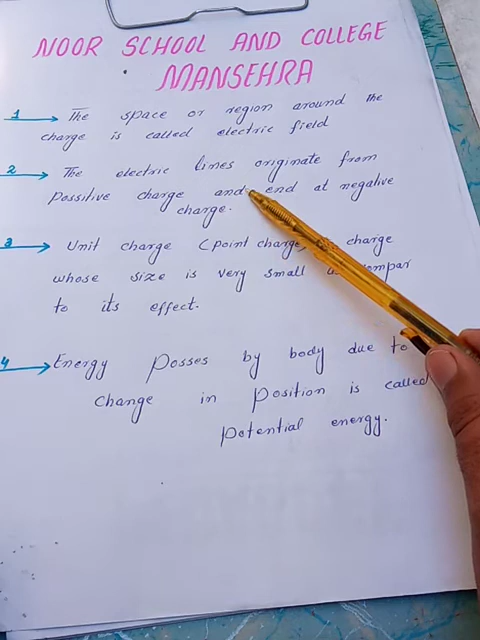 NOOR SCHOOL AND COLLEGE
MANSEHRA
1 The space or region around the
charge is called electric field
2 The electric lines originate from
possitive charge and end at negative
charge.
3 Unit charge (point charge) charge
whose size is very small
to its effect.
4 Energy posses by body due to
change in position is called
potential energy.